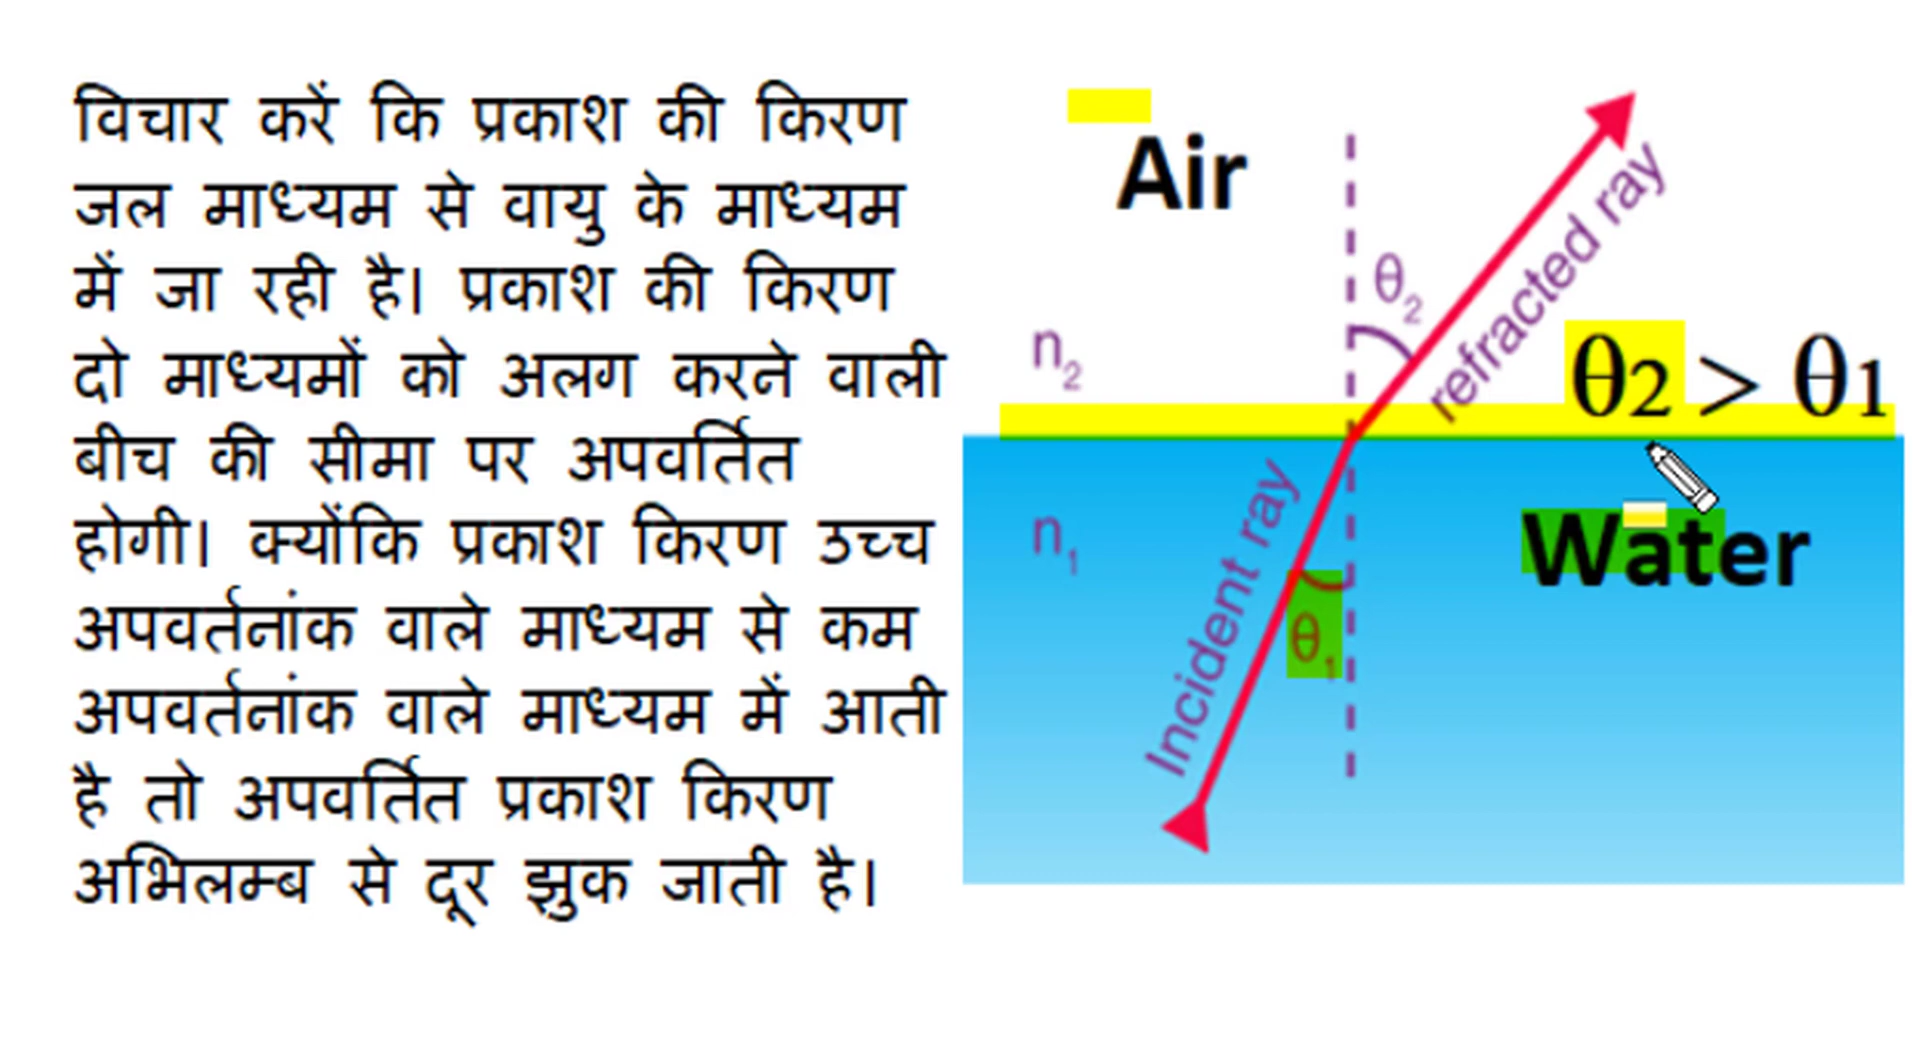 विचार करें कि प्रकाश की किरण
जल माध्यम से वायु के माध्यम
में जा रही है। प्रकाश की किरण
दो माध्यमों को अलग करने वाली
बीच की सीमा पर अपवर्तित
होगी। क्योंकि प्रकाश किरण उच्च
अपवर्तनांक वाले माध्यम से कम
अपवर्तनांक वाले माध्यम में आती
है तो अपवर्तित प्रकाश किरण
अभिलम्ब से दूर झुक जाती है।
Air
θ₂
refracted ray
n₂
θ2 > θ1
n₁
Incident ray
Water
θ₁